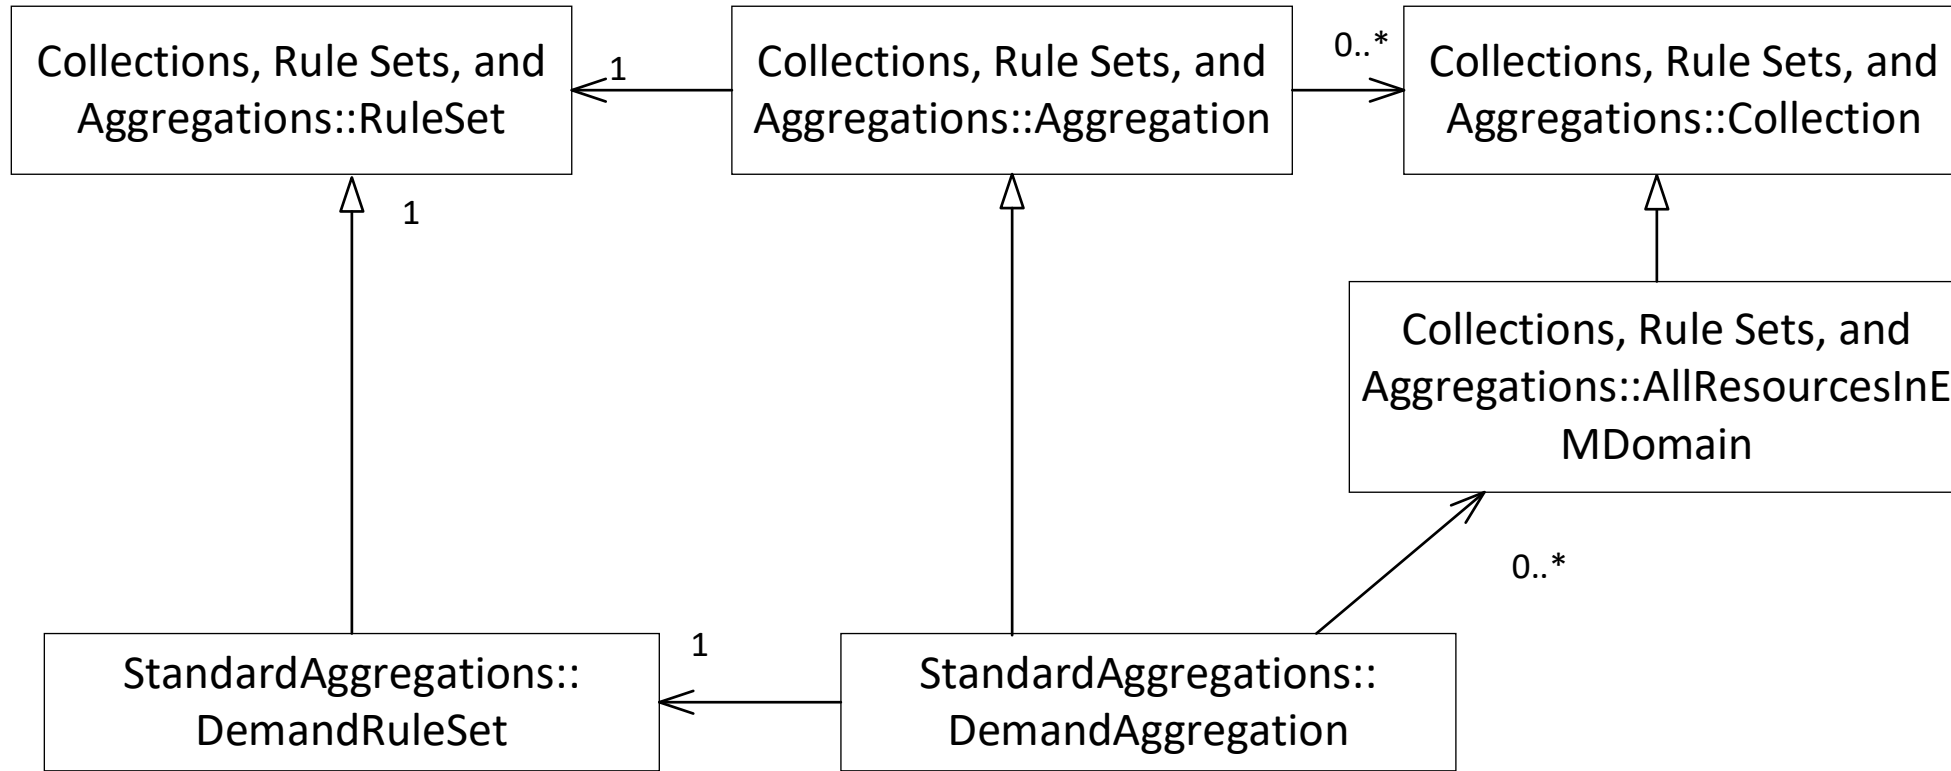 Collections, Rule Sets, and
Aggregations::RuleSet
1
Collections, Rule Sets, and
Aggregations::Aggregation
0..*
Collections, Rule Sets, and
Aggregations::Collection
1
Collections, Rule Sets, and
Aggregations::AllResourcesInE
MDomain
0..*
StandardAggregations::
DemandRuleSet
1
StandardAggregations::
DemandAggregation